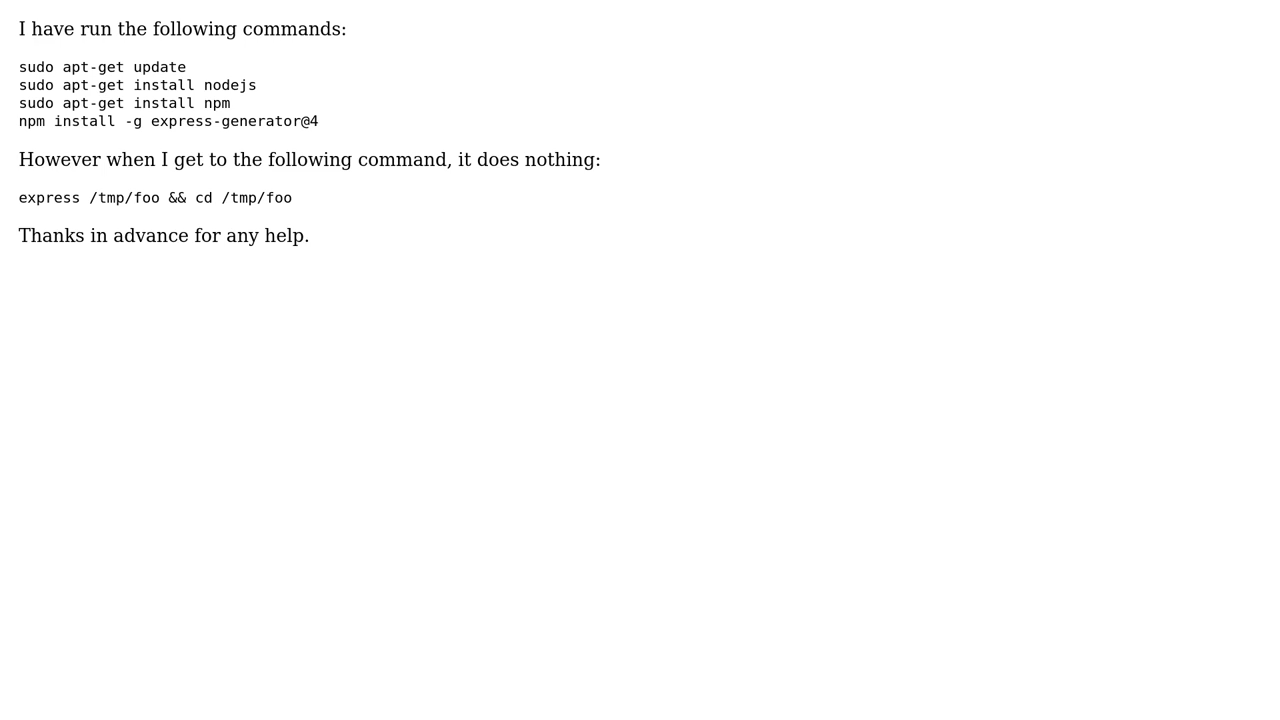 I have run the following commands:
sudo apt-get update
sudo apt-get install nodejs
sudo apt-get install npm
npm install -g express-generator@4
However when I get to the following command, it does nothing:
express /tmp/foo && cd /tmp/foo
Thanks in advance for any help.